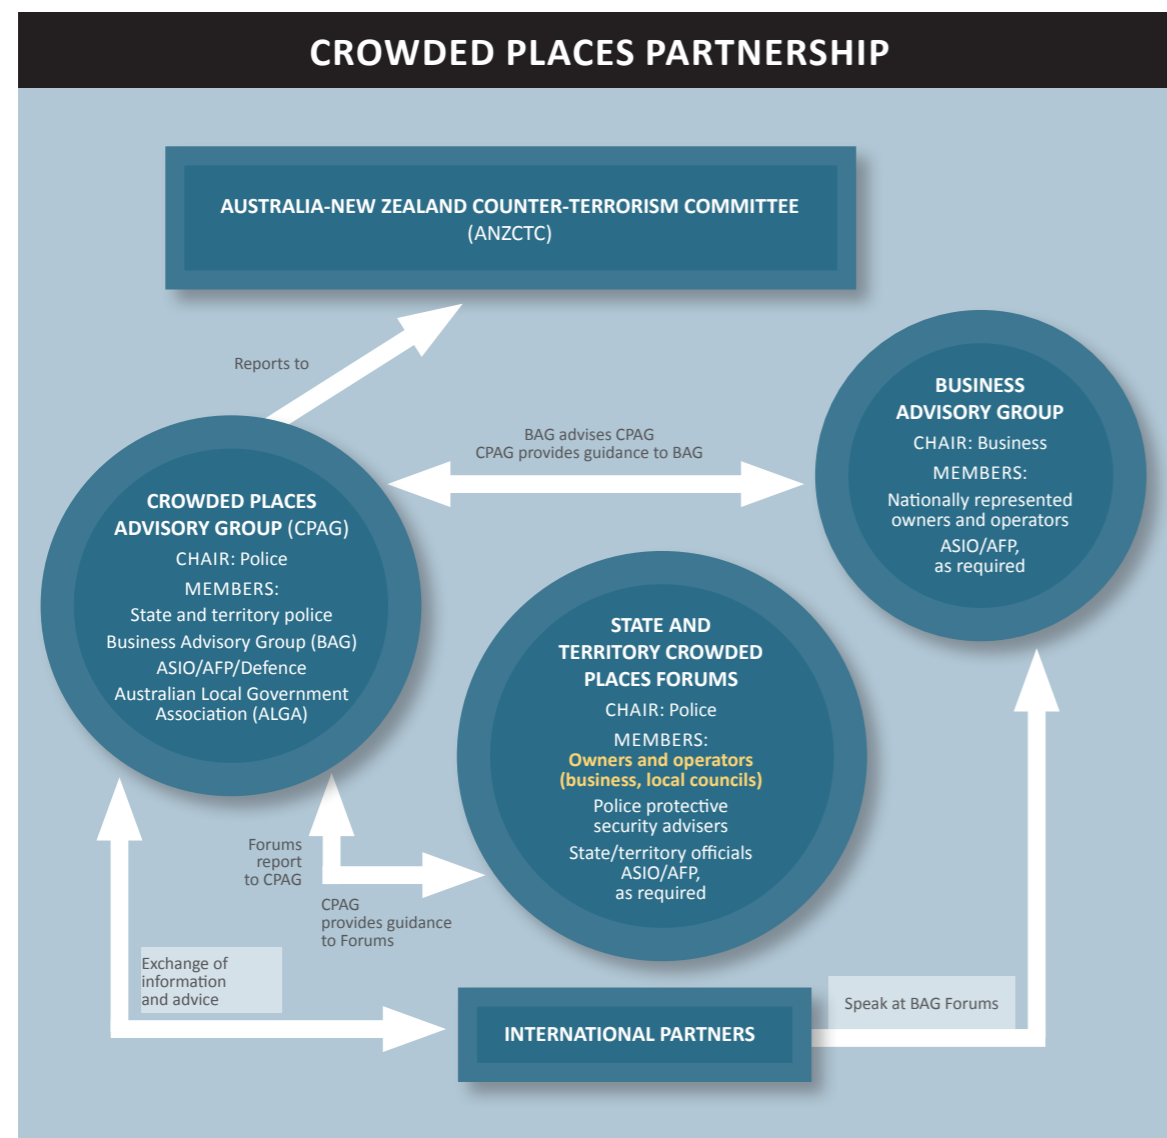 CROWDED PLACES PARTNERSHIP
AUSTRALIA-NEW ZEALAND COUNTER-TERRORISM COMMITTEE
(ANZCTC)
Reports to
BUSINESS
ADVISORY GROUP
CHAIR: Business
MEMBERS:
Nationally represented
owners and operators
ASIO/AFP,
as required
BAG advises CPAG
CPAG provides guidance to BAG
CROWDED PLACES
ADVISORY GROUP (CPAG)
CHAIR: Police
MEMBERS:
State and territory police
Business Advisory Group (BAG)
ASIO/AFP/Defence
Australian Local Government
Association (ALGA)
STATE AND
TERRITORY CROWDED
PLACES FORUMS
CHAIR: Police
MEMBERS:
Owners and operators
(business, local councils)
Police protective
security advisers
State/territory officials
ASIO/AFP,
as required
Forums
report
to CPAG
CPAG
provides guidance
to Forums
Exchange of
information
and advice
INTERNATIONAL PARTNERS
Speak at BAG Forums